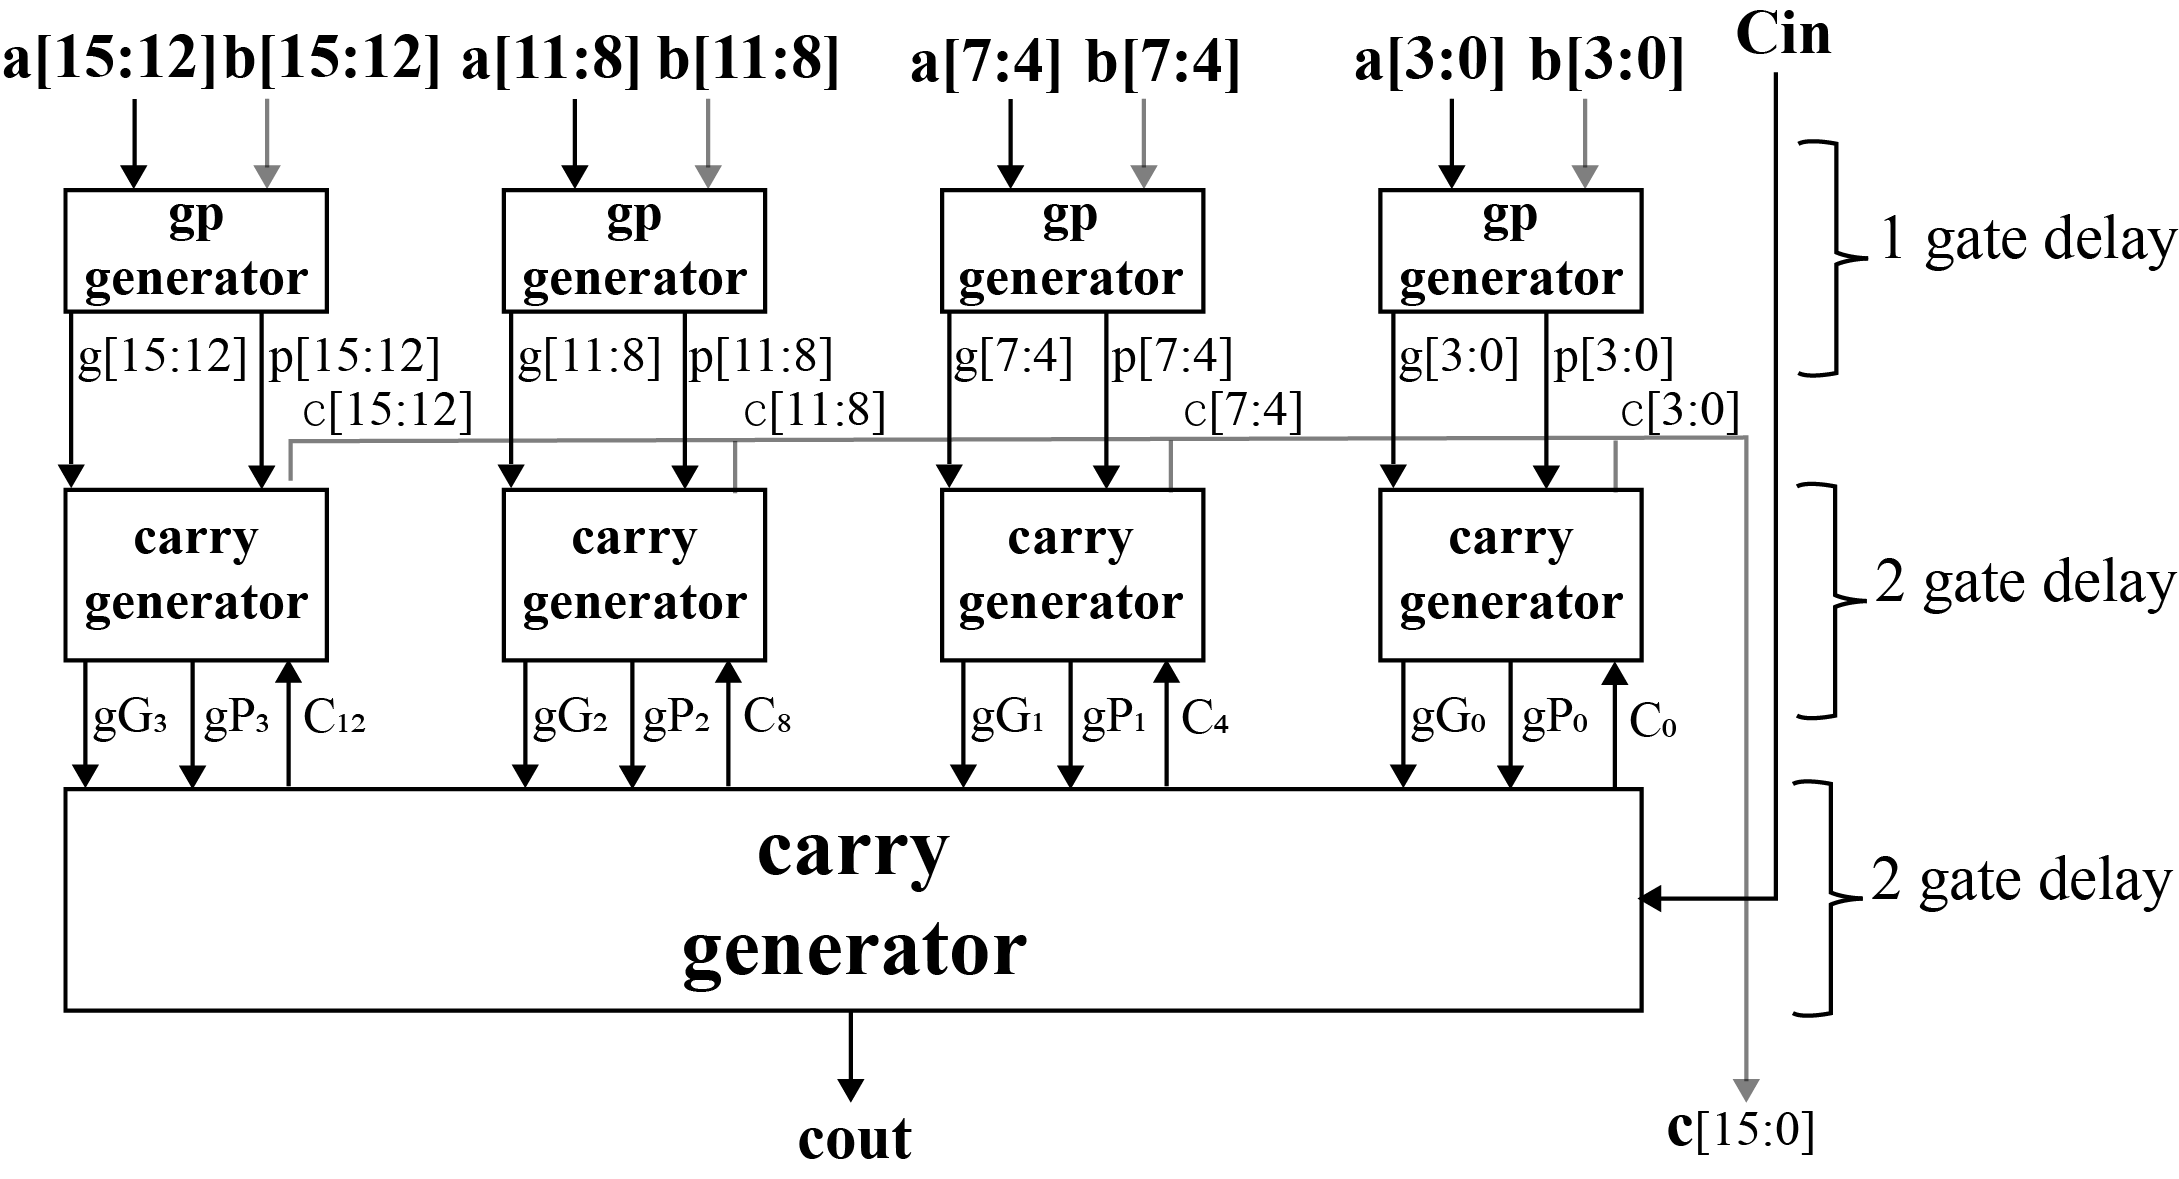 a[15:12] b[15:12] a[11:8] b[11:8] a[7:4] b[7:4] a[3:0] b[3:0] Cin
gp generator
gp generator
gp generator
gp generator
1 gate delay
g[15:12] p[15:12] g[11:8] p[11:8] g[7:4] p[7:4] g[3:0] p[3:0]
c[15:12] c[11:8] c[7:4] c[3:0]
carry generator
carry generator
carry generator
carry generator
2 gate delay
gG₃ gP₃ C₁₂ gG₂ gP₂ C₈ gG₁ gP₁ C₄ gG₀ gP₀ C₀
carry
generator
2 gate delay
cout
c[15:0]